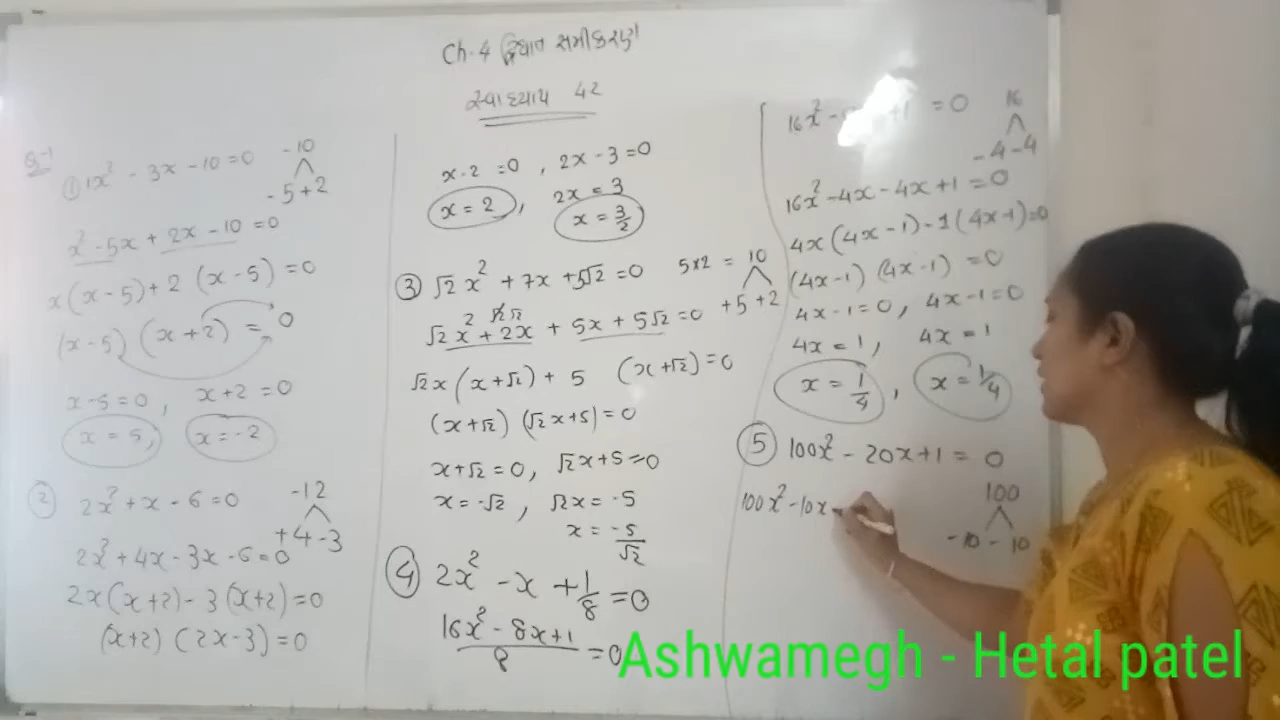 Ch-4 દ્વિઘાત સમીકરણ
સ્વાધ્યાય 4.2
Q-1
① 1x² - 3x - 10 = 0
-10
- 5 + 2
x² - 5x + 2x - 10 = 0
x(x-5) + 2 (x-5) = 0
(x-5) (x+2) = 0
x-5=0, x+2=0
x = 5, x = -2
② 2x² + x - 6 = 0
-12
+4 -3
2x² + 4x - 3x - 6 = 0
2x(x+2) - 3(x+2) = 0
(x+2) (2x-3) = 0
x-2 = 0, 2x-3 = 0
2x = 3
x = 2, x = 3/2
③ √2 x² + 7x + 5√2 = 0
5x2 = 10
+5 +2
√2 √2
√2 x² + 2x + 5x + 5√2 = 0
√2x (x+√2) + 5 (x+√2) = 0
(x+√2) (√2x+5) = 0
x+√2 = 0, √2x+5 = 0
x = -√2, √2x = -5
x = -5/√2
④ 2x² - x + 1/8 = 0
16x² - 8x + 1 / 8 = 0
16x² - +1 = 0
16
-4 -4
16x² - 4x - 4x + 1 = 0
4x (4x-1) - 1 (4x-1) = 0
(4x-1) (4x-1) = 0
4x-1=0, 4x-1=0
4x = 1, 4x = 1
x = 1/4, x = 1/4
⑤ 100x² - 20x + 1 = 0
100
-10 -10
100x² - 10x -
Ashwamegh - Hetal patel